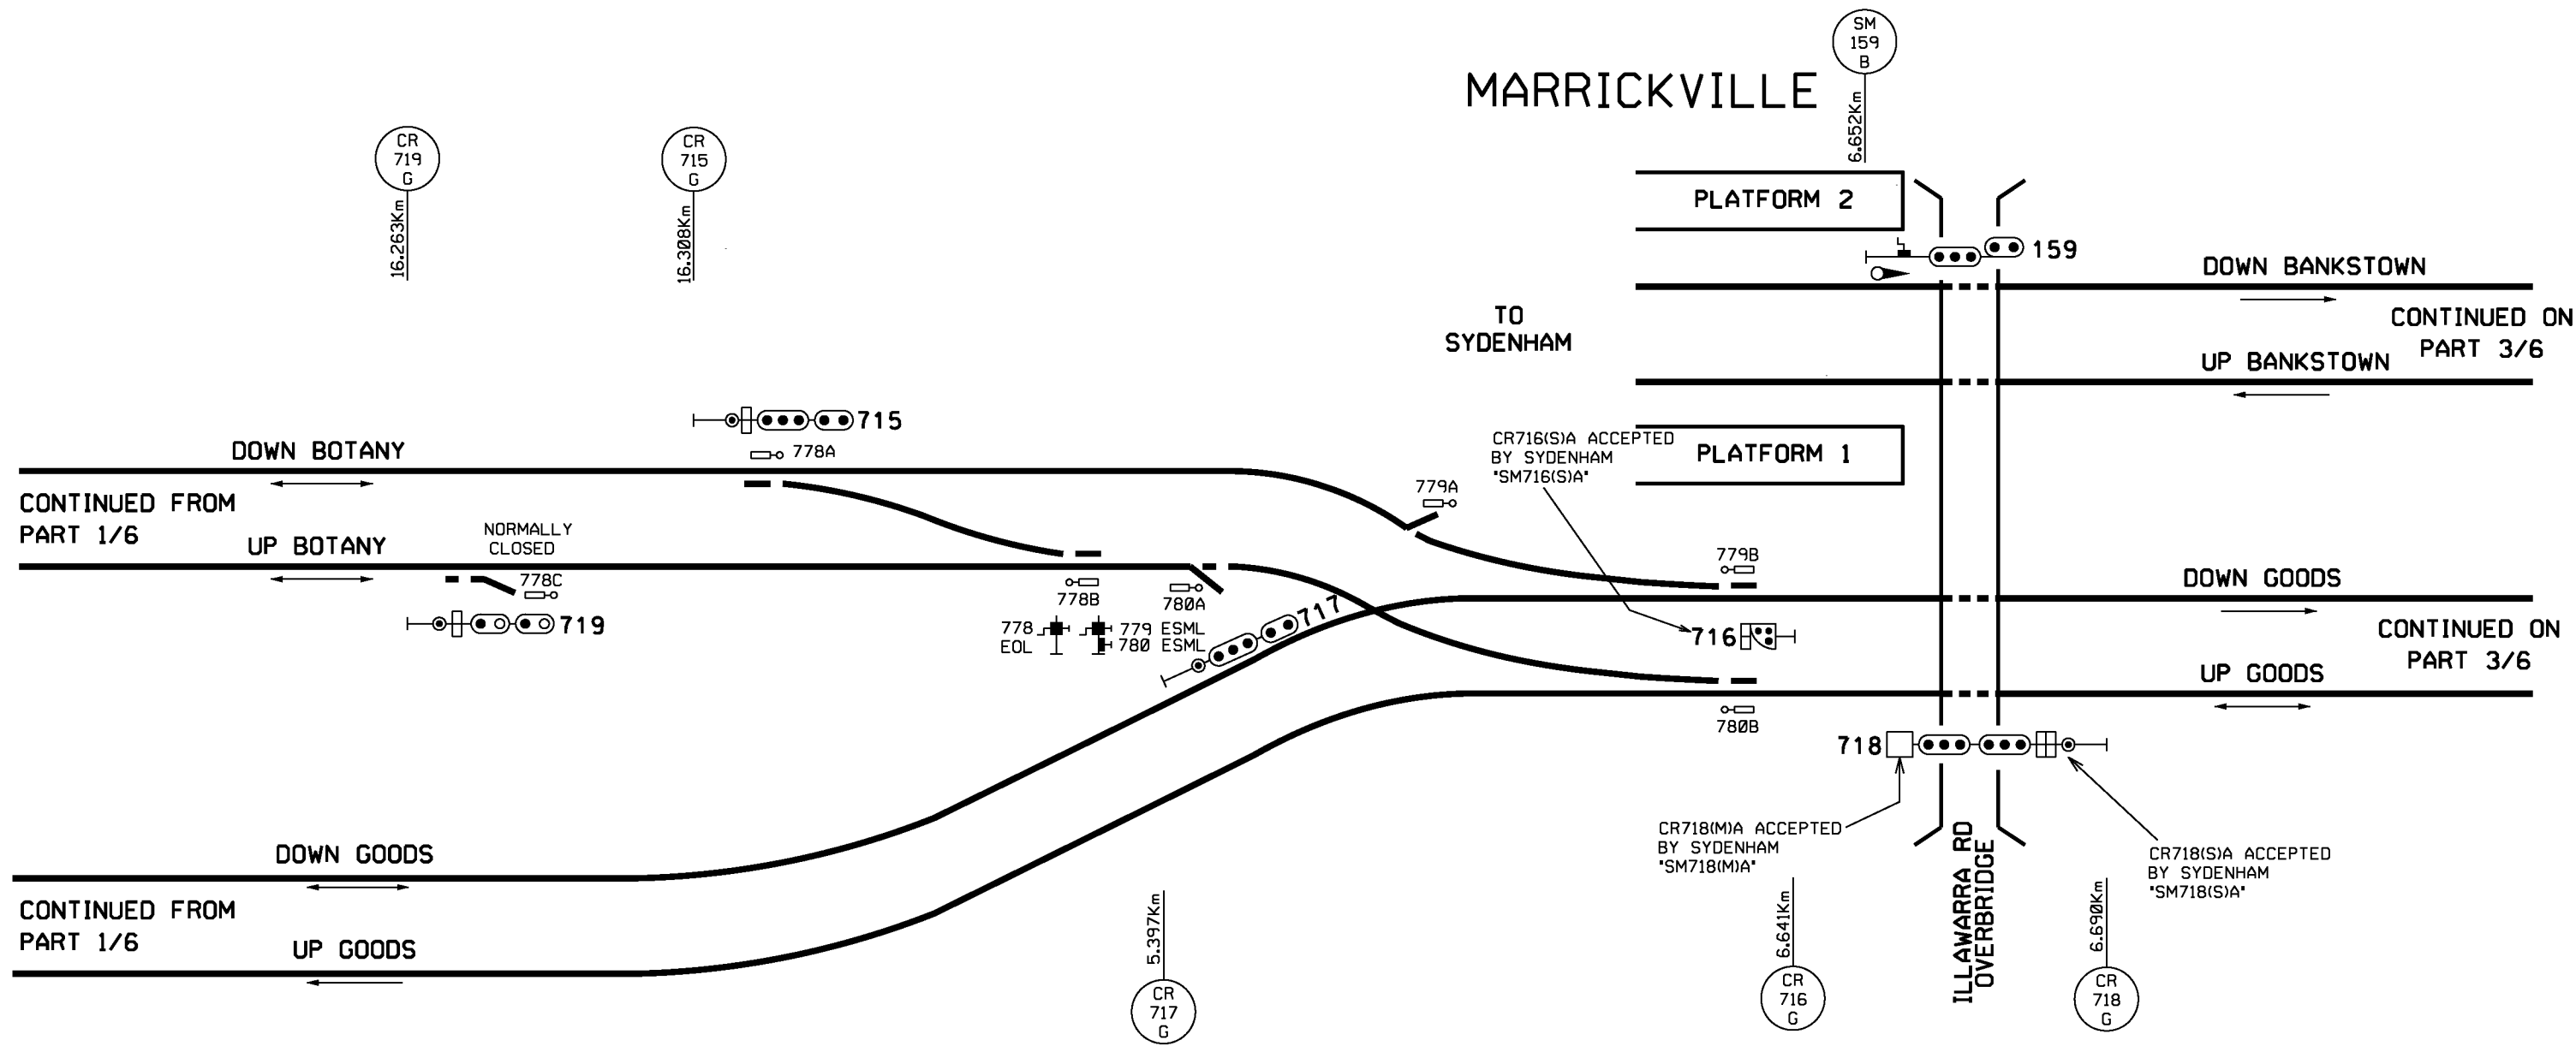 SM
159
B
6.652Km
MARRICKVILLE
CR
719
G
16.263Km
CR
715
G
16.308Km
PLATFORM 2
159
DOWN BANKSTOWN
TO
SYDENHAM
CONTINUED ON
PART 3/6
UP BANKSTOWN
715
778A
DOWN BOTANY
CONTINUED FROM
PART 1/6
UP BOTANY
NORMALLY
CLOSED
778C
719
CR716(S)A ACCEPTED
BY SYDENHAM
"SM716(S)A"
PLATFORM 1
779A
779B
778B
780A
778
EOL
779 ESML
780 ESML
717
716
DOWN GOODS
CONTINUED ON
PART 3/6
UP GOODS
780B
718
CR718(M)A ACCEPTED
BY SYDENHAM
"SM718(M)A"
CR718(S)A ACCEPTED
BY SYDENHAM
"SM718(S)A"
ILLAWARRA RD
OVERBRIDGE
DOWN GOODS
CONTINUED FROM
PART 1/6
UP GOODS
5.397Km
CR
717
G
6.641Km
CR
716
G
6.690Km
CR
718
G